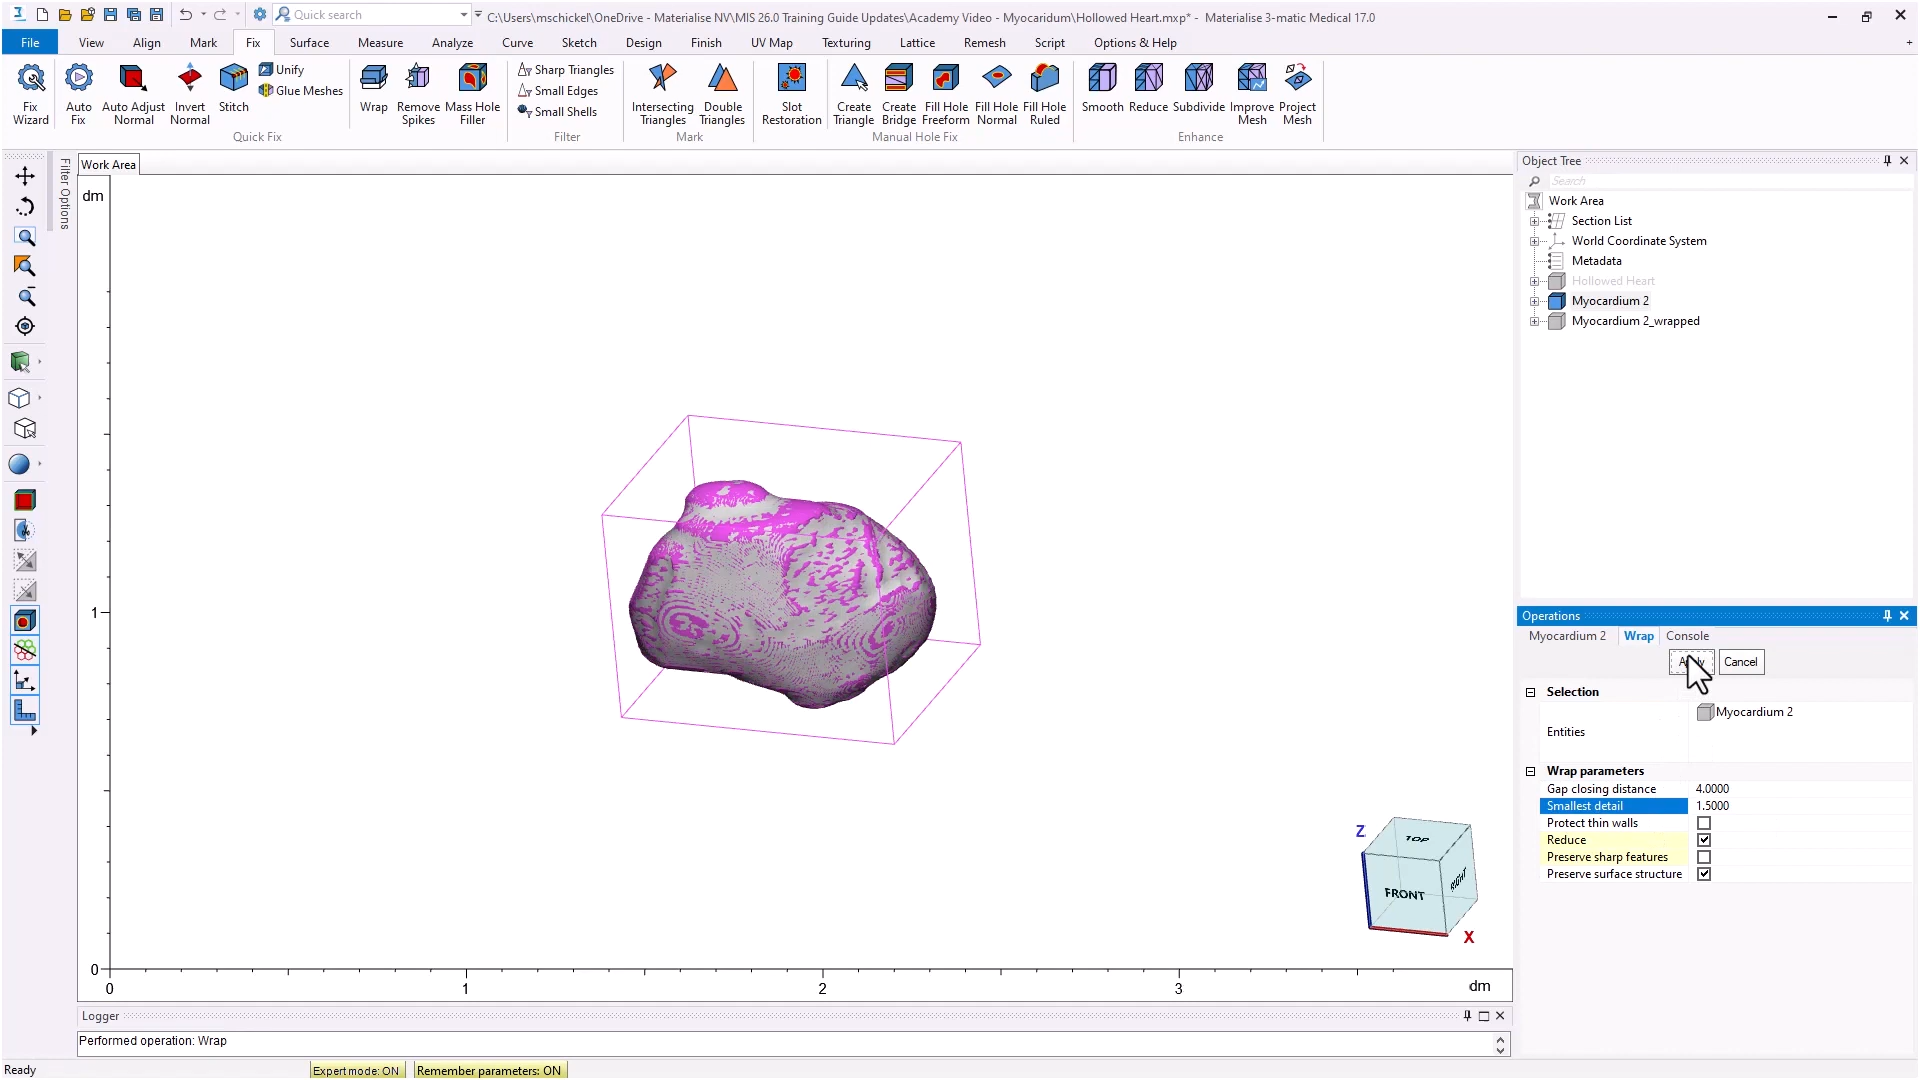 Quick search
C:\Users\mschickel\OneDrive - Materialise NV\MIS 26.0 Training Guide Updates\Academy Video - Myocaridum\Hollowed Heart.mxp* - Materialise 3-matic Medical 17.0
File View Align Mark Fix Surface Measure Analyze Curve Sketch Design Finish UV Map Texturing Lattice Remesh Script Options & Help
Fix Wizard
Auto Fix
Auto Adjust Normal
Invert Normal
Stitch
Unify
Glue Meshes
Quick Fix
Wrap
Remove Spikes
Mass Hole Filler
Sharp Triangles
Small Edges
Small Shells
Filter
Intersecting Triangles
Double Triangles
Mark
Slot Restoration
Create Triangle
Create Bridge
Fill Hole Freeform
Fill Hole Normal
Fill Hole Ruled
Manual Hole Fix
Smooth
Reduce
Subdivide
Improve Mesh
Project Mesh
Enhance
Filter Options
Work Area
dm
1
0
0 1 2 3 dm
Z
TOP
FRONT
RIGHT
X
Object Tree
Search
Work Area
Section List
World Coordinate System
Metadata
Hollowed Heart
Myocardium 2
Myocardium 2_wrapped
Operations
Myocardium 2 Wrap Console
Cancel
Selection
Entities Myocardium 2
Wrap parameters
Gap closing distance 4.0000
Smallest detail 1.5000
Protect thin walls
Reduce
Preserve sharp features
Preserve surface structure
Logger
Performed operation: Wrap
Ready Expert mode: ON Remember parameters: ON